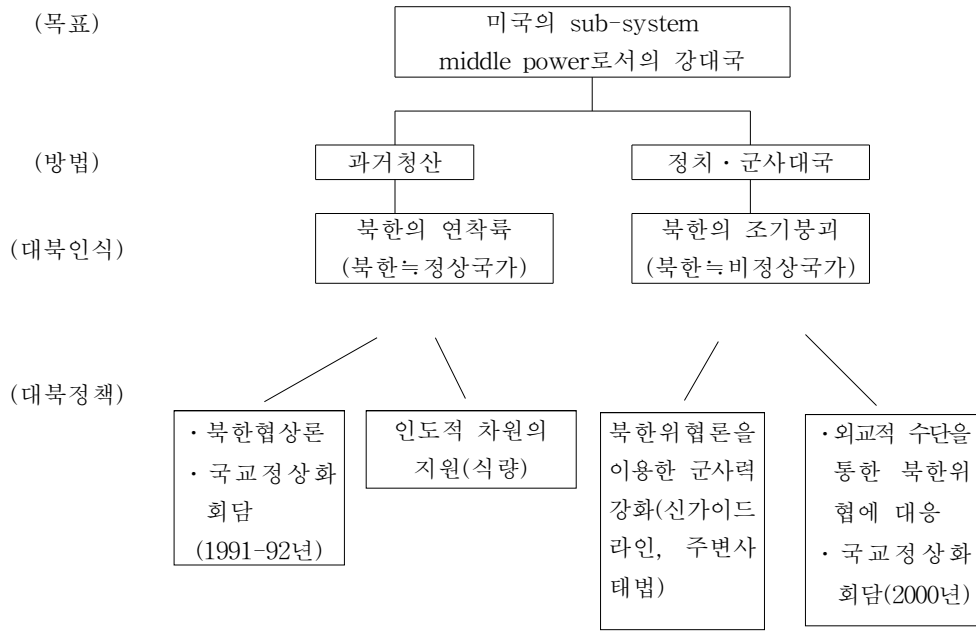 (목표)
미국의 sub-system
middle power로서의 강대국
(방법)
과거청산
정치·군사대국
(대북인식)
북한의 연착륙
(북한≒정상국가)
북한의 조기붕괴
(북한≒비정상국가)
(대북정책)
·북한협상론
·국교정상화
회담
(1991-92년)
인도적 차원의
지원(식량)
북한위협론을
이용한 군사력
강화(신가이드
라인, 주변사
태법)
·외교적 수단을
통한 북한위
협에 대응
·국교정상화
회담(2000년)